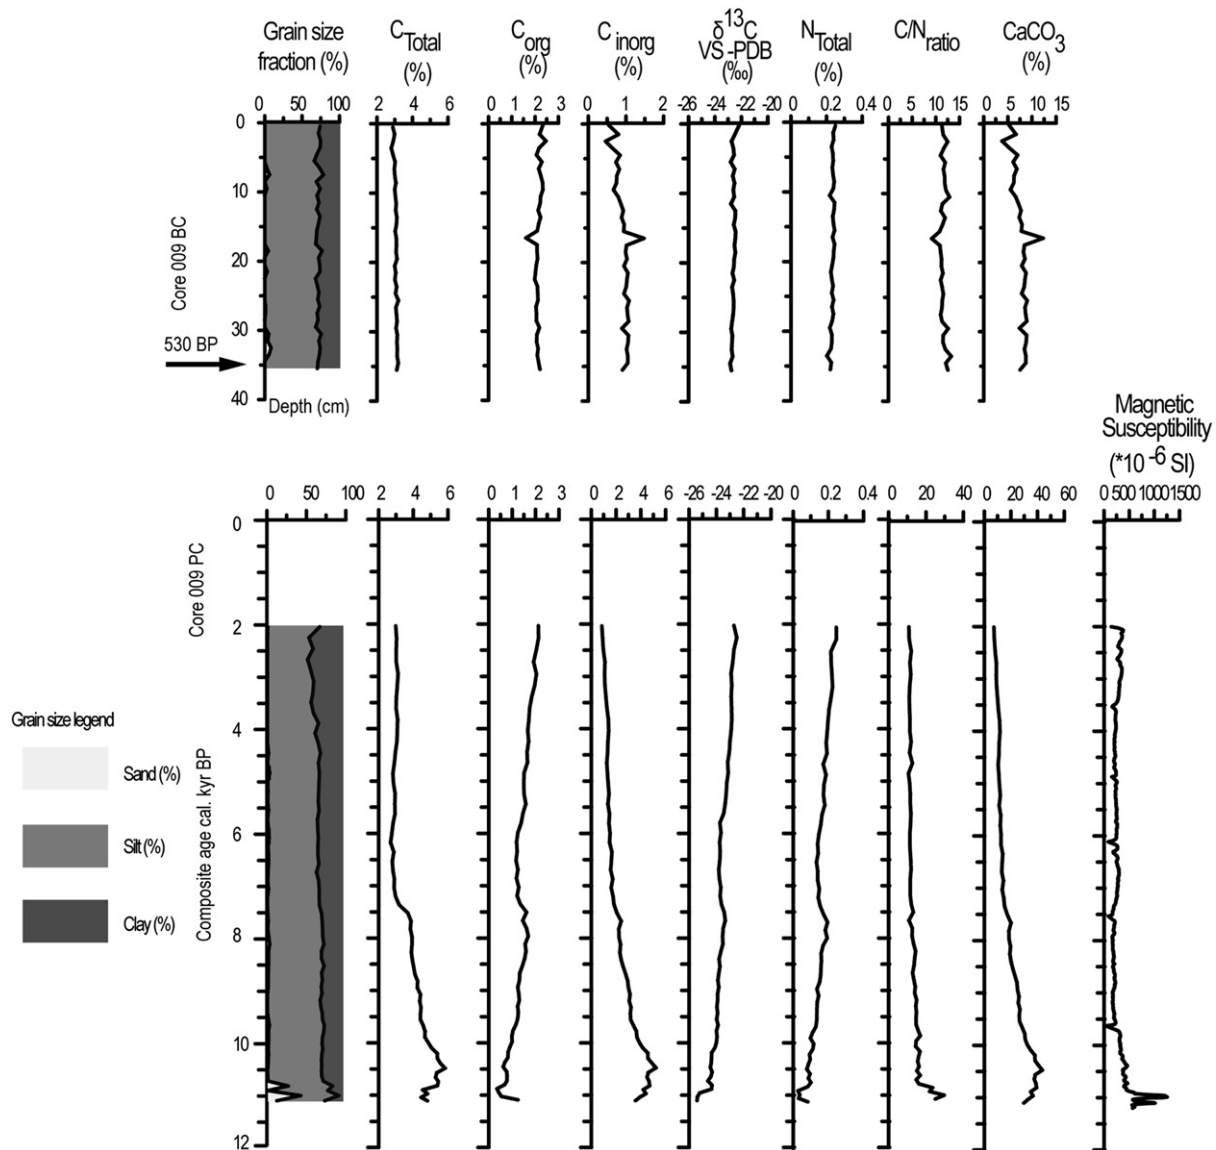 Grain size
fraction (%)
C Total
(%)
C org
(%)
C inorg
(%)
δ13C
VS-PDB
(‰)
N Total
(%)
C/N ratio
CaCO3
(%)
0 50 100 2 4 6 0 1 2 3 0 1 2 -26 -24 -22 -20 0 0.2 0.4 0 5 10 15 0 5 10 15
0
10
20
30
40
Core 009 BC
530 BP
Depth (cm)
Magnetic
Susceptibility
(*10 -6 SI)
0 50 100 2 4 6 0 1 2 3 0 2 4 6 -26 -24 -22 -20 0 0.2 0.4 0 20 40 0 20 40 60 0 500 1000 1500
0
2
4
6
8
10
12
Core 009 PC
Composite age cal. kyr BP
Grain size legend
Sand (%)
Silt (%)
Clay (%)